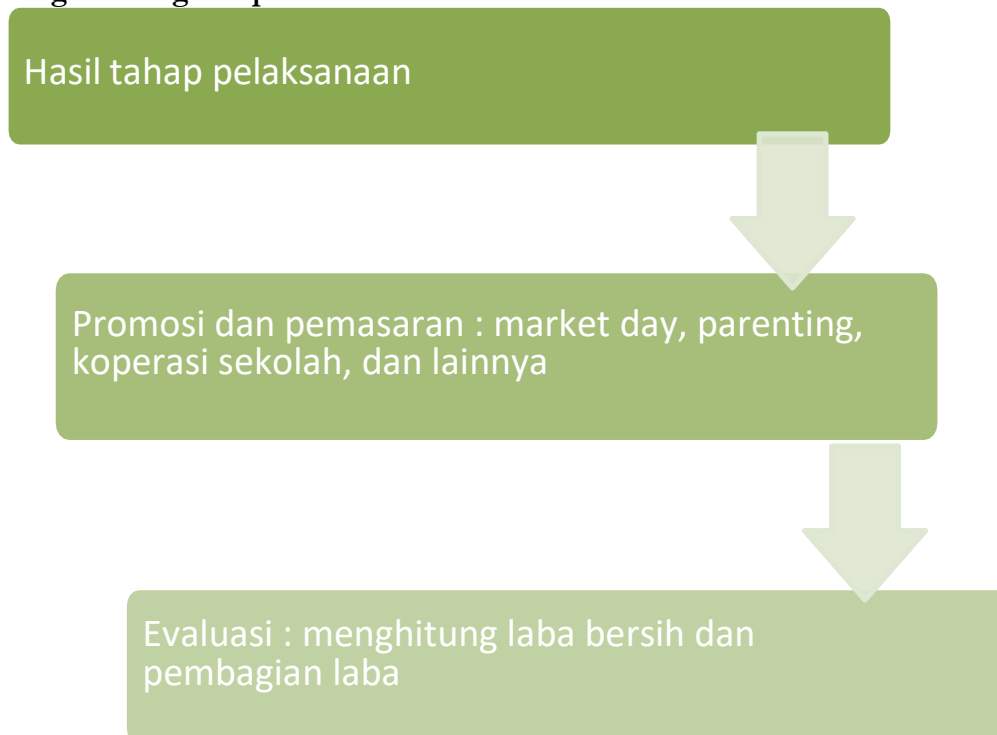 Hasil tahap pelaksanaan
Promosi dan pemasaran : market day, parenting,
koperasi sekolah, dan lainnya
Evaluasi : menghitung laba bersih dan
pembagian laba